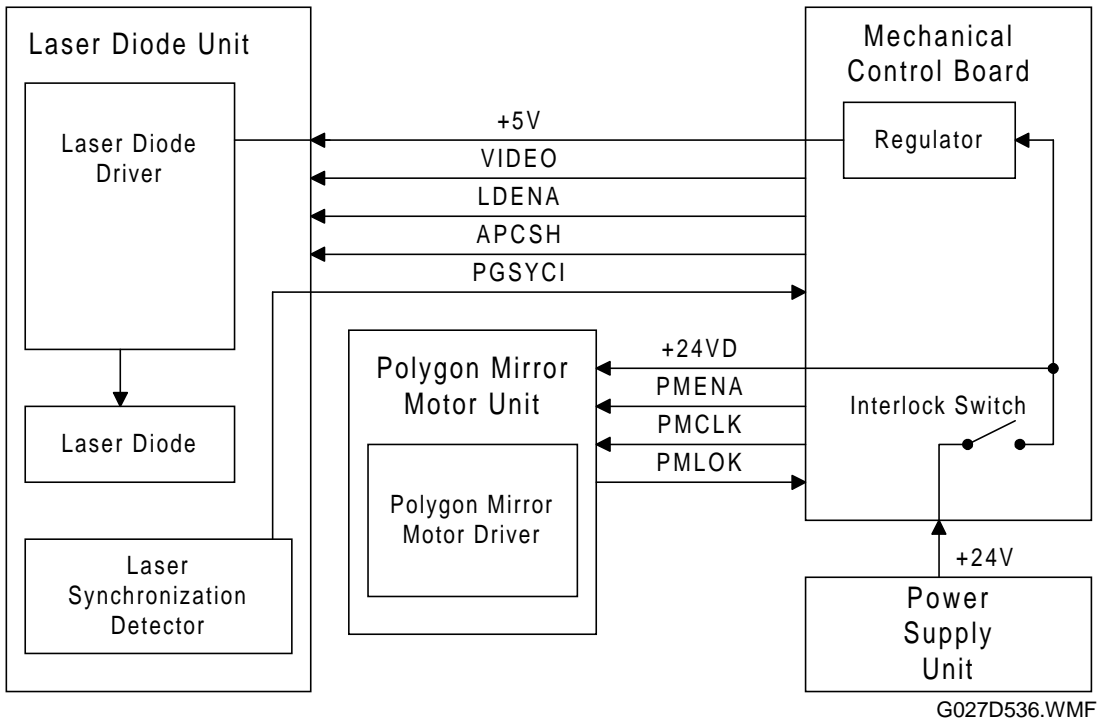 Laser Diode Unit
Laser Diode
Driver
Laser Diode
Laser
Synchronization
Detector
+5V
VIDEO
LDENA
APCSH
PGSYCI
Polygon Mirror
Motor Unit
Polygon Mirror
Motor Driver
+24VD
PMENA
PMCLK
PMLOK
Mechanical
Control Board
Regulator
Interlock Switch
+24V
Power
Supply
Unit
G027D536.WMF